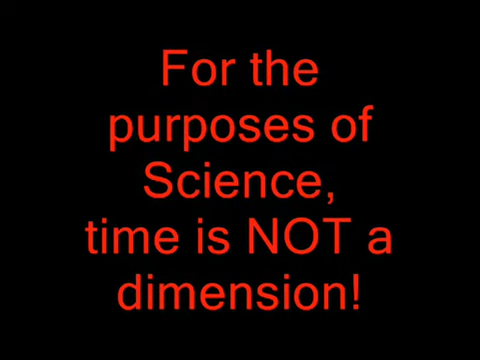 For the
purposes of
Science,
time is NOT a
dimension!